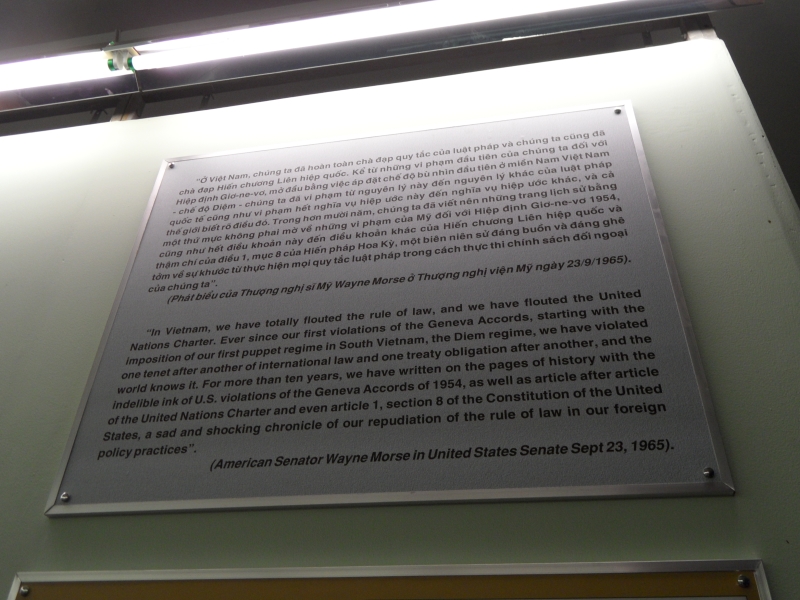 "Ở Việt Nam, chúng ta đã hoàn toàn chà đạp quy tắc của luật pháp và chúng ta cũng đã
chà đạp Hiến chương Liên hiệp quốc. Kể từ những vi phạm đầu tiên của chúng ta đối với
Hiệp định Giơ-ne-vơ, mở đầu bằng việc áp đặt chế độ bù nhìn đầu tiên ở miền Nam Việt Nam
- chế độ Diệm - chúng ta đã vi phạm từ nguyên lý này đến nguyên lý khác của luật pháp
quốc tế cũng như vi phạm hết nghĩa vụ hiệp ước này đến nghĩa vụ hiệp ước khác, và cả
thế giới biết rõ điều đó. Trong hơn mười năm, chúng ta đã viết nên những trang lịch sử bằng
một thứ mực không phai mờ về những vi phạm của Mỹ đối với Hiệp định Giơ-ne-vơ 1954,
cũng như hết điều khoản này đến điều khoản khác của Hiến chương Liên hiệp quốc và
thậm chí của điều 1, mục 8 của Hiến pháp Hoa Kỳ, một biên niên sử đáng buồn và đáng ghê
tởm về sự khước từ thực hiện mọi quy tắc luật pháp trong cách thực thi chính sách đối ngoại
của chúng ta".
(Phát biểu của Thượng nghị sĩ Mỹ Wayne Morse ở Thượng nghị viện Mỹ ngày 23/9/1965).
"In Vietnam, we have totally flouted the rule of law, and we have flouted the United
Nations Charter. Ever since our first violations of the Geneva Accords, starting with the
imposition of our first puppet regime in South Vietnam, the Diem regime, we have violated
one tenet after another of international law and one treaty obligation after another, and the
world knows it. For more than ten years, we have written on the pages of history with the
indelible ink of U.S. violations of the Geneva Accords of 1954, as well as article after article
of the United Nations Charter and even article 1, section 8 of the Constitution of the United
States, a sad and shocking chronicle of our repudiation of the rule of law in our foreign
policy practices".
(American Senator Wayne Morse in United States Senate Sept 23, 1965).